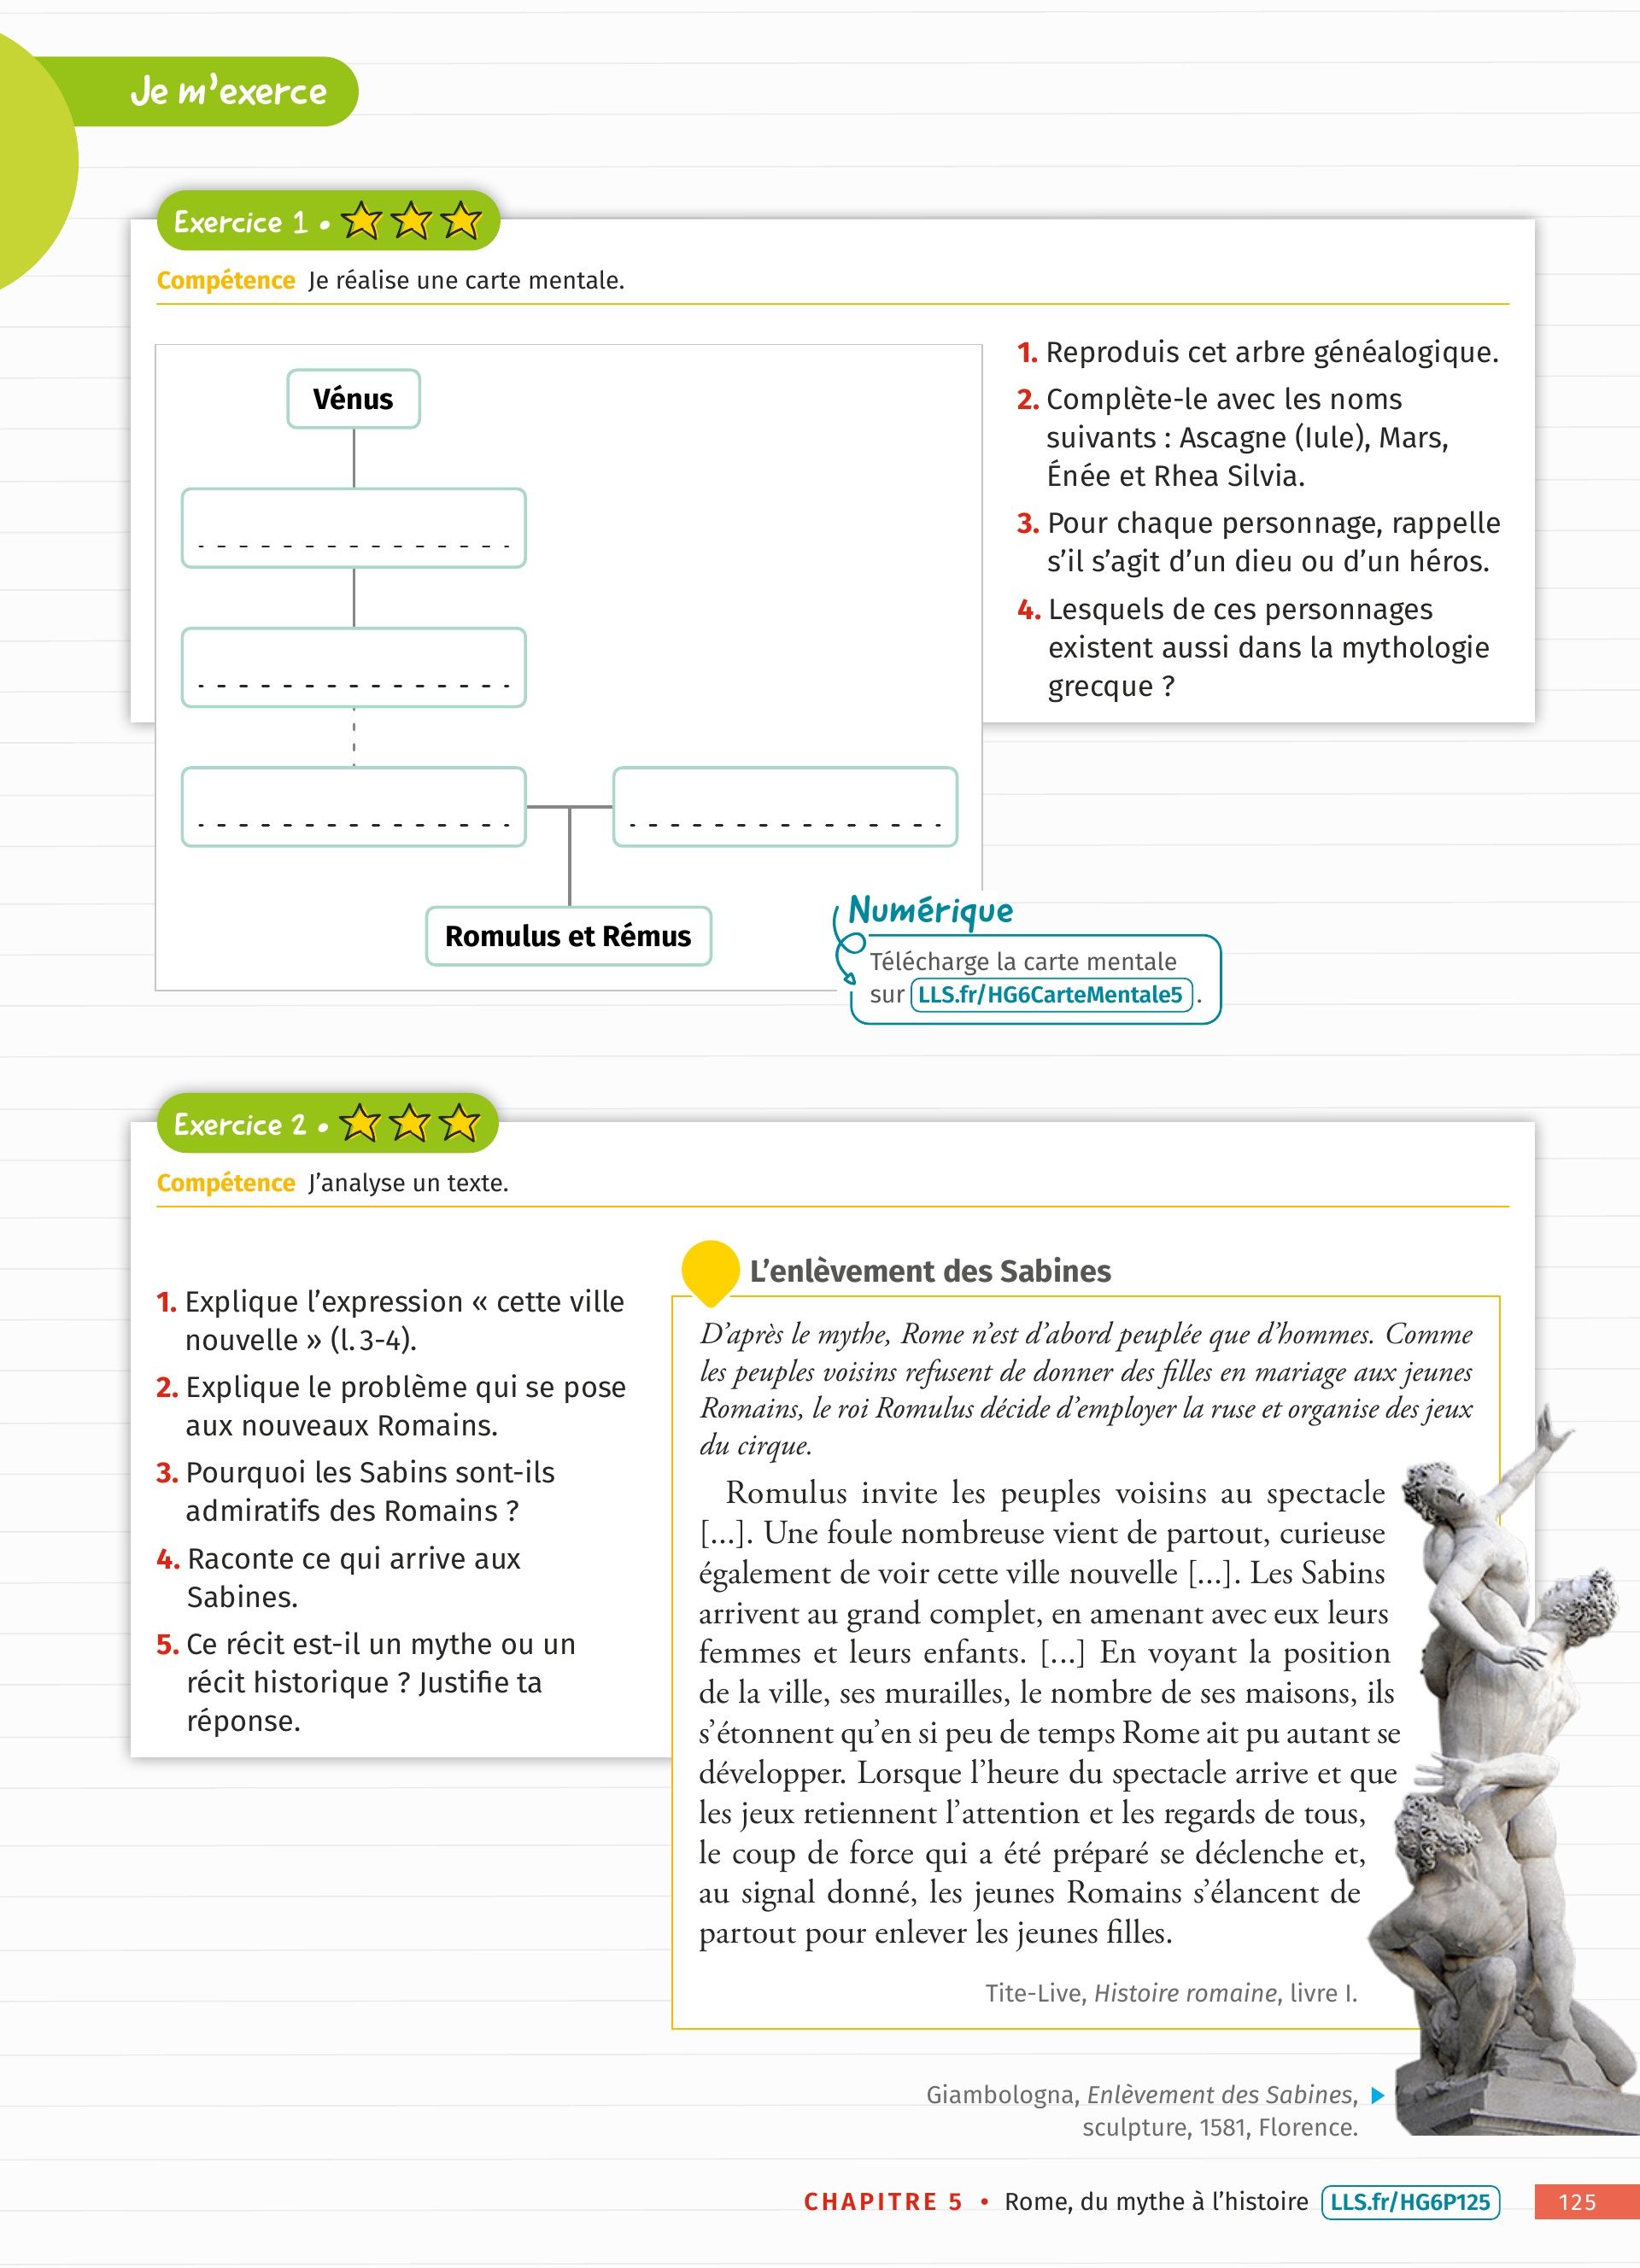 Je m'exerce
Exercice 1 •
Compétence Je réalise une carte mentale.
Vénus
Romulus et Rémus
1. Reproduis cet arbre généalogique.
2. Complète-le avec les noms
suivants : Ascagne (Iule), Mars,
Énée et Rhea Silvia.
3. Pour chaque personnage, rappelle
s'il s'agit d'un dieu ou d'un héros.
4. Lesquels de ces personnages
existent aussi dans la mythologie
grecque ?
Numérique
Télécharge la carte mentale
sur LLS.fr/HG6CarteMentale5 .
Exercice 2 •
Compétence J'analyse un texte.
1. Explique l'expression « cette ville
nouvelle » (l. 3-4).
2. Explique le problème qui se pose
aux nouveaux Romains.
3. Pourquoi les Sabins sont-ils
admiratifs des Romains ?
4. Raconte ce qui arrive aux
Sabines.
5. Ce récit est-il un mythe ou un
récit historique ? Justifie ta
réponse.
L'enlèvement des Sabines
D'après le mythe, Rome n'est d'abord peuplée que d'hommes. Comme
les peuples voisins refusent de donner des filles en mariage aux jeunes
Romains, le roi Romulus décide d'employer la ruse et organise des jeux
du cirque.
Romulus invite les peuples voisins au spectacle
[...]. Une foule nombreuse vient de partout, curieuse
également de voir cette ville nouvelle [...]. Les Sabins
arrivent au grand complet, en amenant avec eux leurs
femmes et leurs enfants. [...] En voyant la position
de la ville, ses murailles, le nombre de ses maisons, ils
s'étonnent qu'en si peu de temps Rome ait pu autant se
développer. Lorsque l'heure du spectacle arrive et que
les jeux retiennent l'attention et les regards de tous,
le coup de force qui a été préparé se déclenche et,
au signal donné, les jeunes Romains s'élancent de
partout pour enlever les jeunes filles.
Tite-Live, Histoire romaine, livre I.
Giambologna, Enlèvement des Sabines,
sculpture, 1581, Florence.
CHAPITRE 5 • Rome, du mythe à l'histoire LLS.fr/HG6P125 125